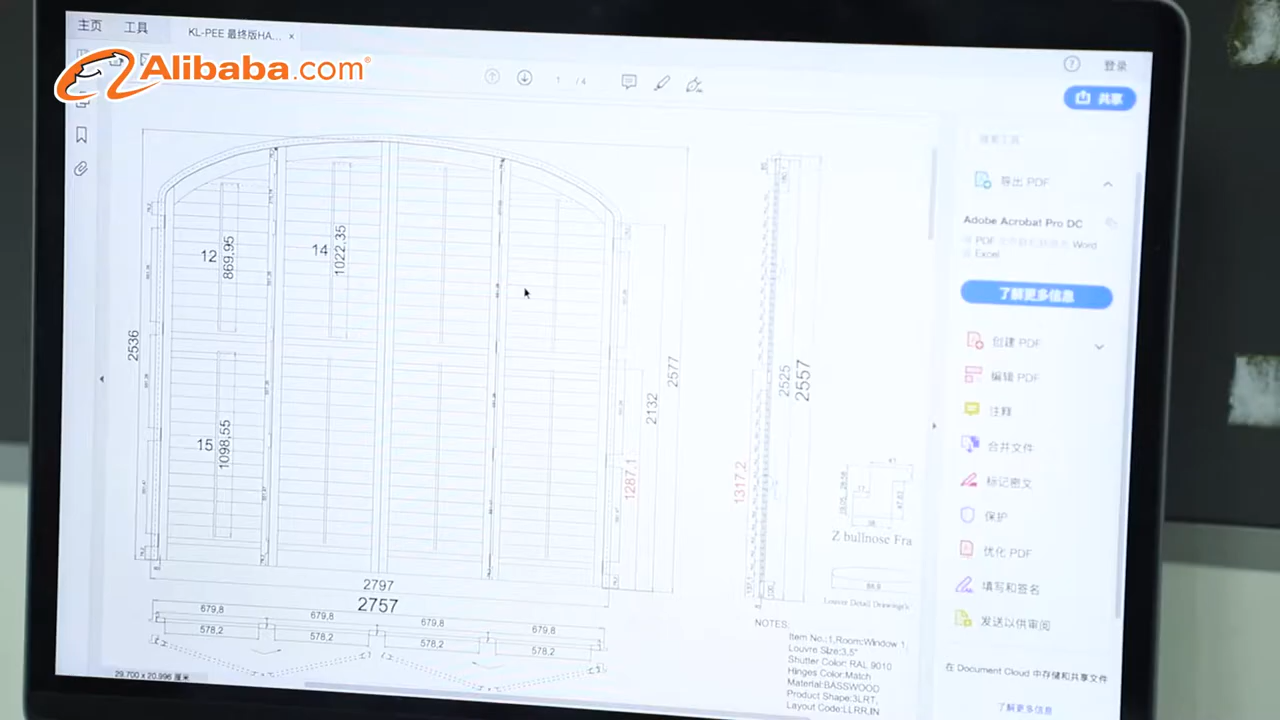 主页
工具
KL-PEE 最终版HA... ×
Alibaba.com®
1 / 4
登录
共享
搜索工具
导出 PDF
Adobe Acrobat Pro DC
Word
Excel
了解更多信息
创建 PDF
编辑 PDF
注释
合并文件
标记密文
保护
优化 PDF
填写和签名
发送以供审阅
在 Document Cloud 中存储和共享文件
了解更多信息
12
869,95
14
1022,35
15
1098,55
2536
2577
2132
1287,1
2797
2757
679,8
679,8
679,8
679,8
578,2
578,2
578,2
578,2
2525
2557
1317,2
Z bullnose Fra
Louver Detail Drawing
NOTES:
Item No.:1,Room:Window 1,
Louvre Size:3,5"
Shutter Color: RAL 9010
Hinges Color:Match
Material:BASSWOOD
Product Shape:3LRT,
Layout Code:LLRR,IN
29.700 x 20.996 厘米